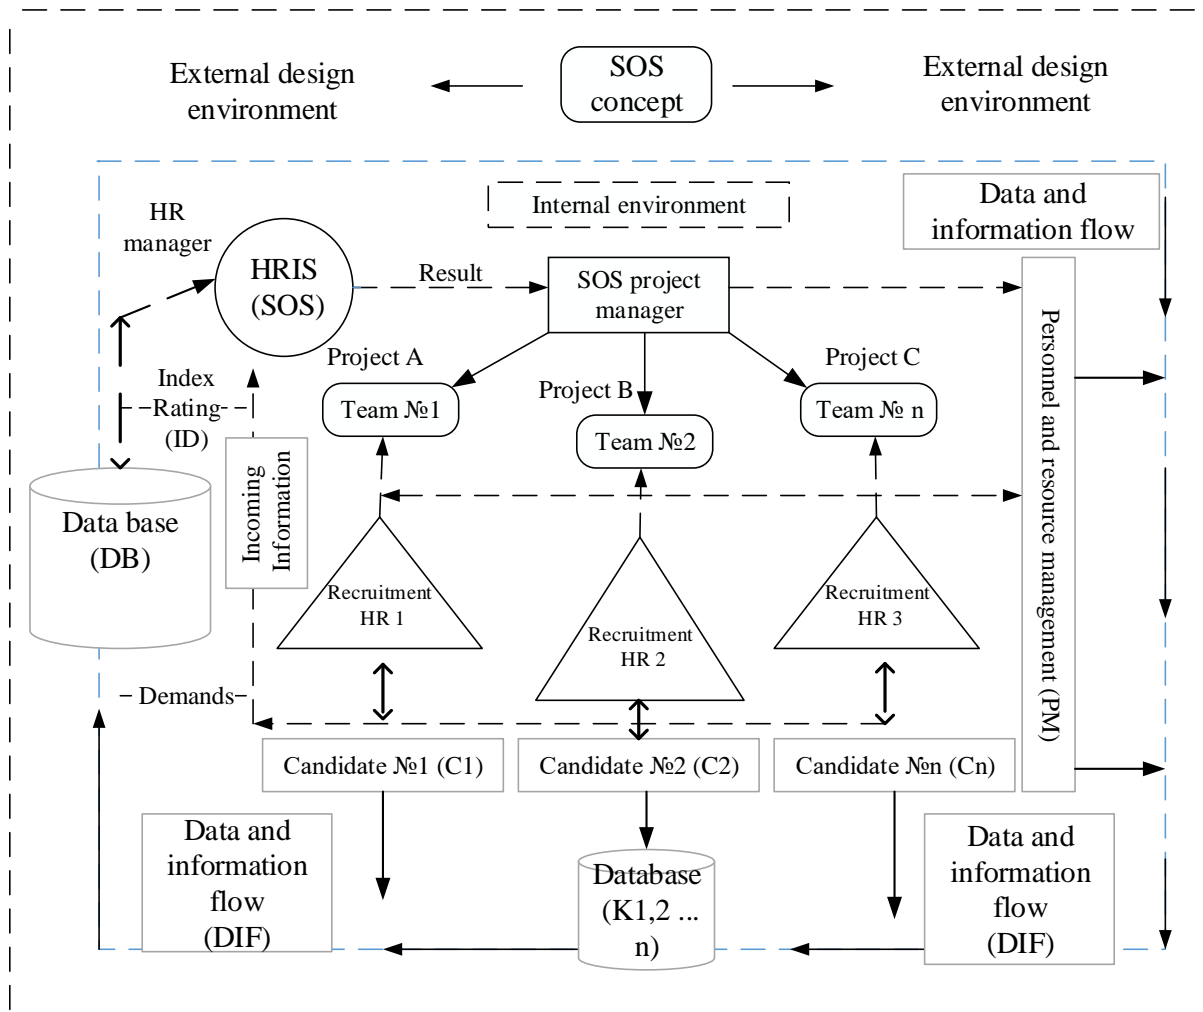 External design
environment
SOS
concept
External design
environment
Internal environment
Data and
information flow
HR
manager
HRIS
(SOS)
Result
SOS project
manager
Project A
Project B
Project C
Team №1
Team №2
Team № n
Index
Rating
(ID)
Incoming
Information
Data base
(DB)
Personnel and resource management (PM)
Recruitment
HR 1
Recruitment
HR 2
Recruitment
HR 3
Demands
Candidate №1 (C1)
Candidate №2 (C2)
Candidate №n (Cn)
Data and
information
flow
(DIF)
Database
(K1,2 ...
n)
Data and
information
flow
(DIF)